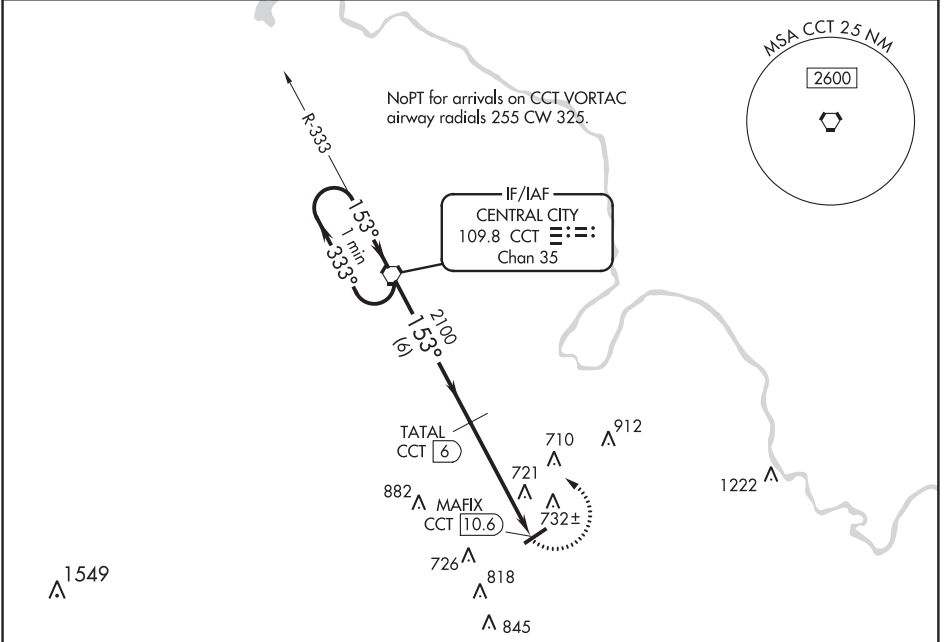 MSA CCT 25 NM
2600
NoPT for arrivals on CCT VORTAC
airway radials 255 CW 325.
R-333
153°
1 min
333°
IF/IAF
CENTRAL CITY
109.8 CCT
Chan 35
2100
153°
(6)
TATAL
CCT 6
912
710
721
1222
882
MAFIX
CCT 10.6
732±
726
818
1549
845